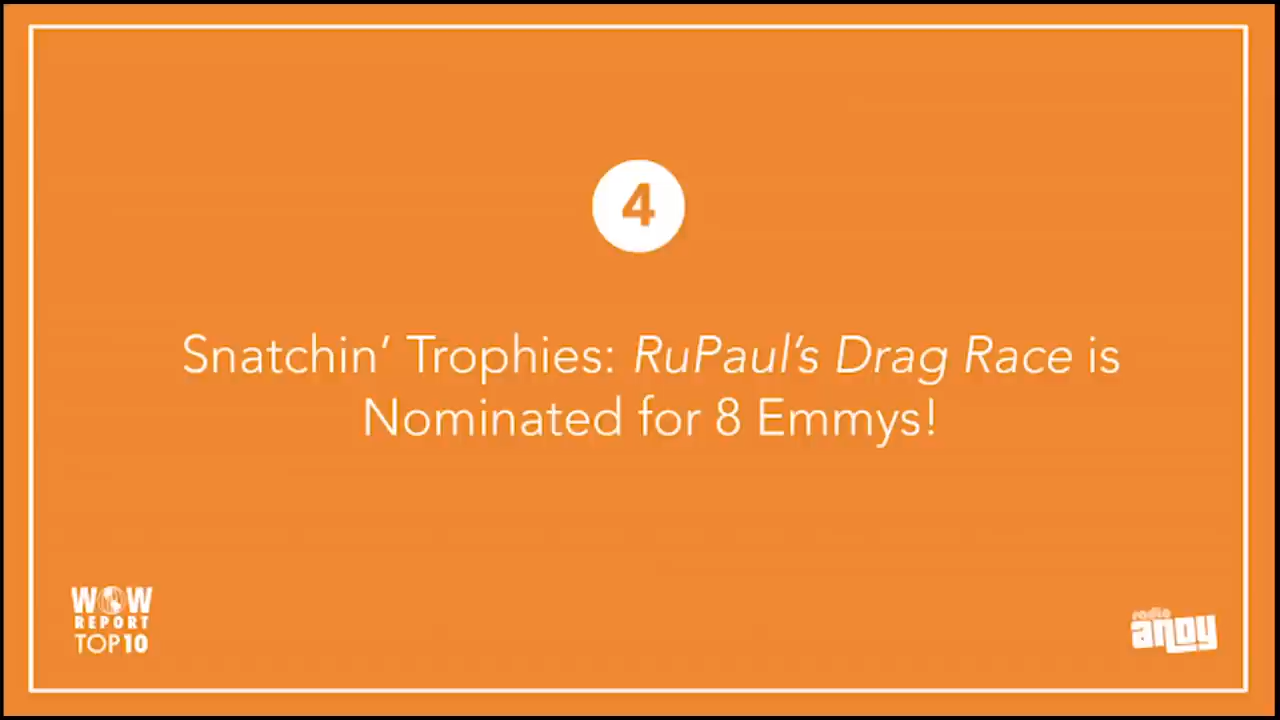 4
Snatchin’ Trophies: RuPaul’s Drag Race is
Nominated for 8 Emmys!
WOW
REPORT
TOP10
radio
andy